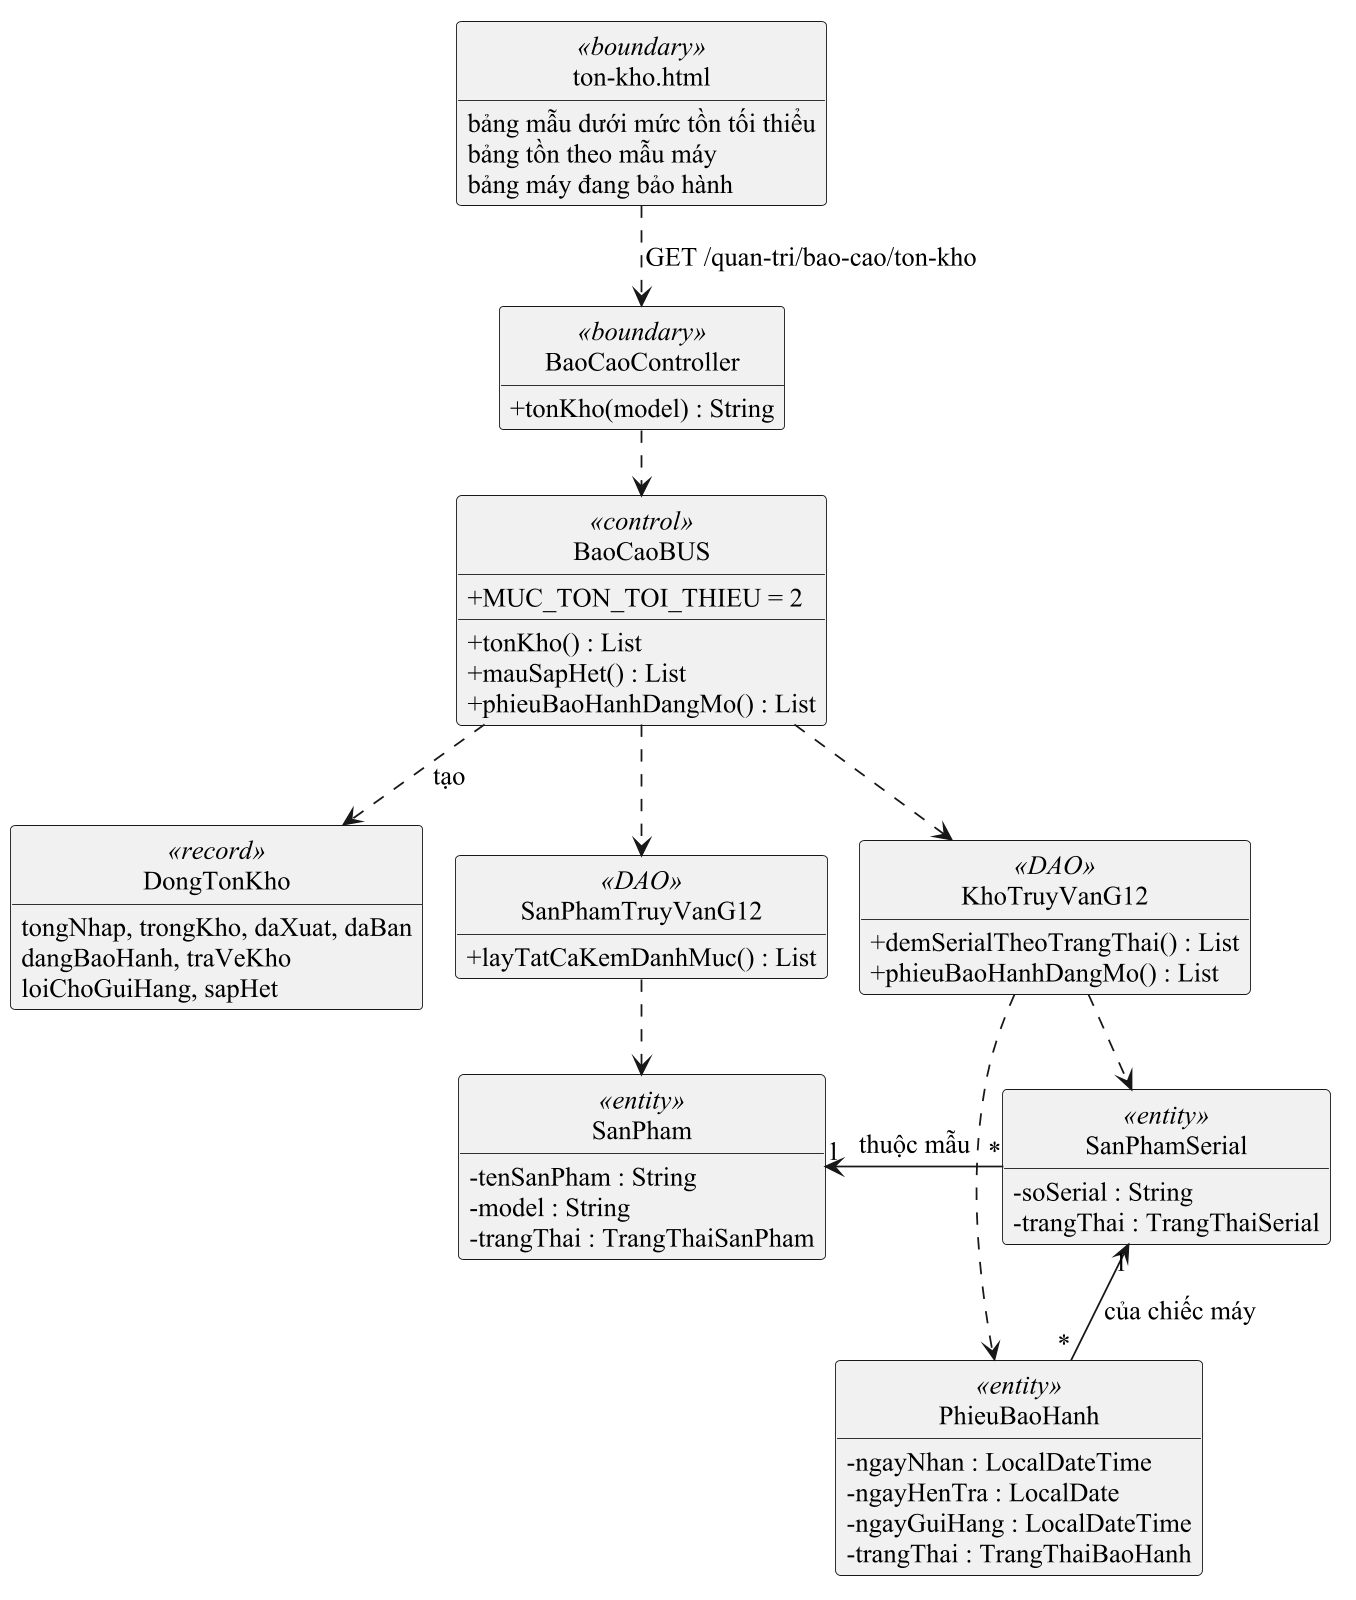 «boundary»
ton-kho.html
bảng mẫu dưới mức tồn tối thiểu
bảng tồn theo mẫu máy
bảng máy đang bảo hành
GET /quan-tri/bao-cao/ton-kho
«boundary»
BaoCaoController
+tonKho(model) : String
«control»
BaoCaoBUS
+MUC_TON_TOI_THIEU = 2
+tonKho() : List
+mauSapHet() : List
+phieuBaoHanhDangMo() : List
tạo
«record»
DongTonKho
tongNhap, trongKho, daXuat, daBan
dangBaoHanh, traVeKho
loiChoGuiHang, sapHet
«DAO»
SanPhamTruyVanG12
+layTatCaKemDanhMuc() : List
«DAO»
KhoTruyVanG12
+demSerialTheoTrangThai() : List
+phieuBaoHanhDangMo() : List
«entity»
SanPham
-tenSanPham : String
-model : String
-trangThai : TrangThaiSanPham
1 thuộc mẫu *
«entity»
SanPhamSerial
-soSerial : String
-trangThai : TrangThaiSerial
1
của chiếc máy
*
«entity»
PhieuBaoHanh
-ngayNhan : LocalDateTime
-ngayHenTra : LocalDate
-ngayGuiHang : LocalDateTime
-trangThai : TrangThaiBaoHanh